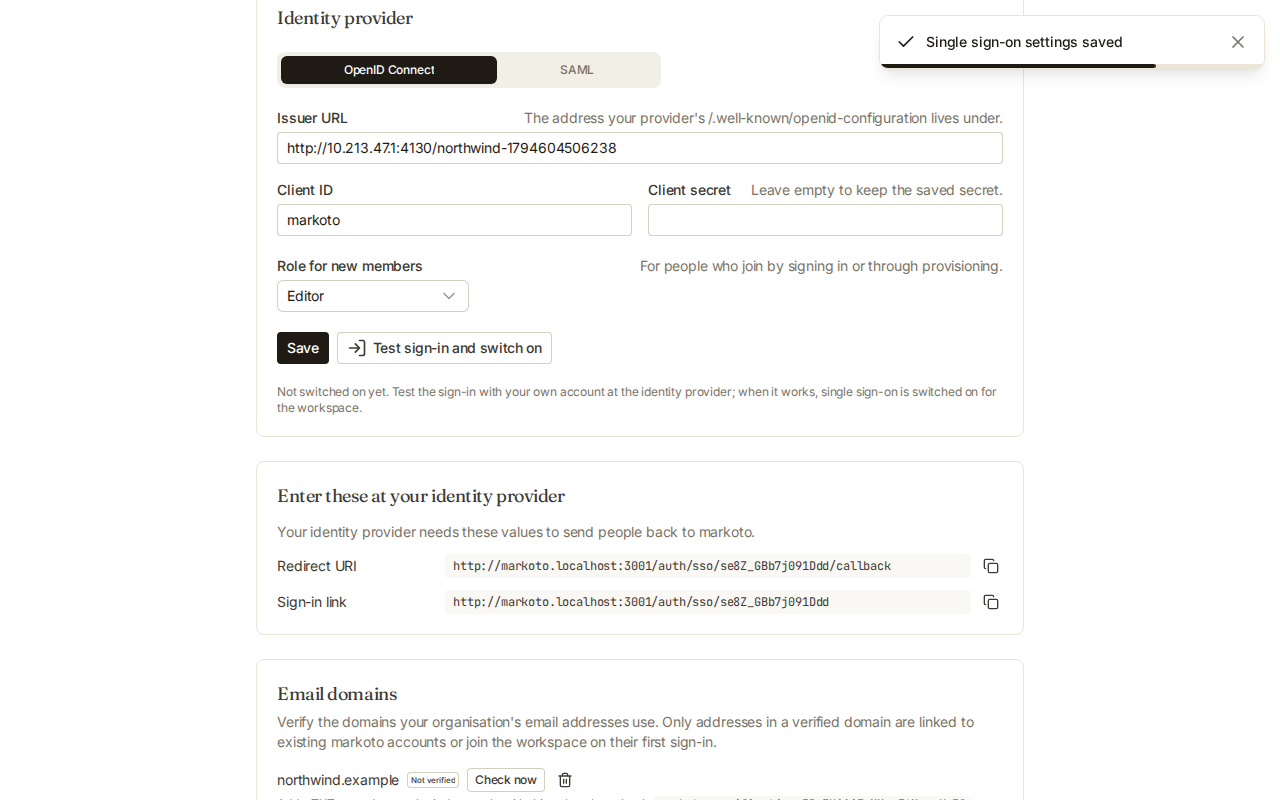 Identity provider
Single sign-on settings saved
OpenID Connect
SAML
Issuer URL
The address your provider's /.well-known/openid-configuration lives under.
http://10.213.47.1:4130/northwind-1794604506238
Client ID
Client secret
Leave empty to keep the saved secret.
markoto
Role for new members
For people who join by signing in or through provisioning.
Editor
Save
Test sign-in and switch on
Not switched on yet. Test the sign-in with your own account at the identity provider; when it works, single sign-on is switched on for
the workspace.
Enter these at your identity provider
Your identity provider needs these values to send people back to markoto.
Redirect URI
http://markoto.localhost:3001/auth/sso/se8Z_GBb7j091Ddd/callback
Sign-in link
http://markoto.localhost:3001/auth/sso/se8Z_GBb7j091Ddd
Email domains
Verify the domains your organisation's email addresses use. Only addresses in a verified domain are linked to
existing markoto accounts or join the workspace on their first sign-in.
northwind.example
Not verified
Check now